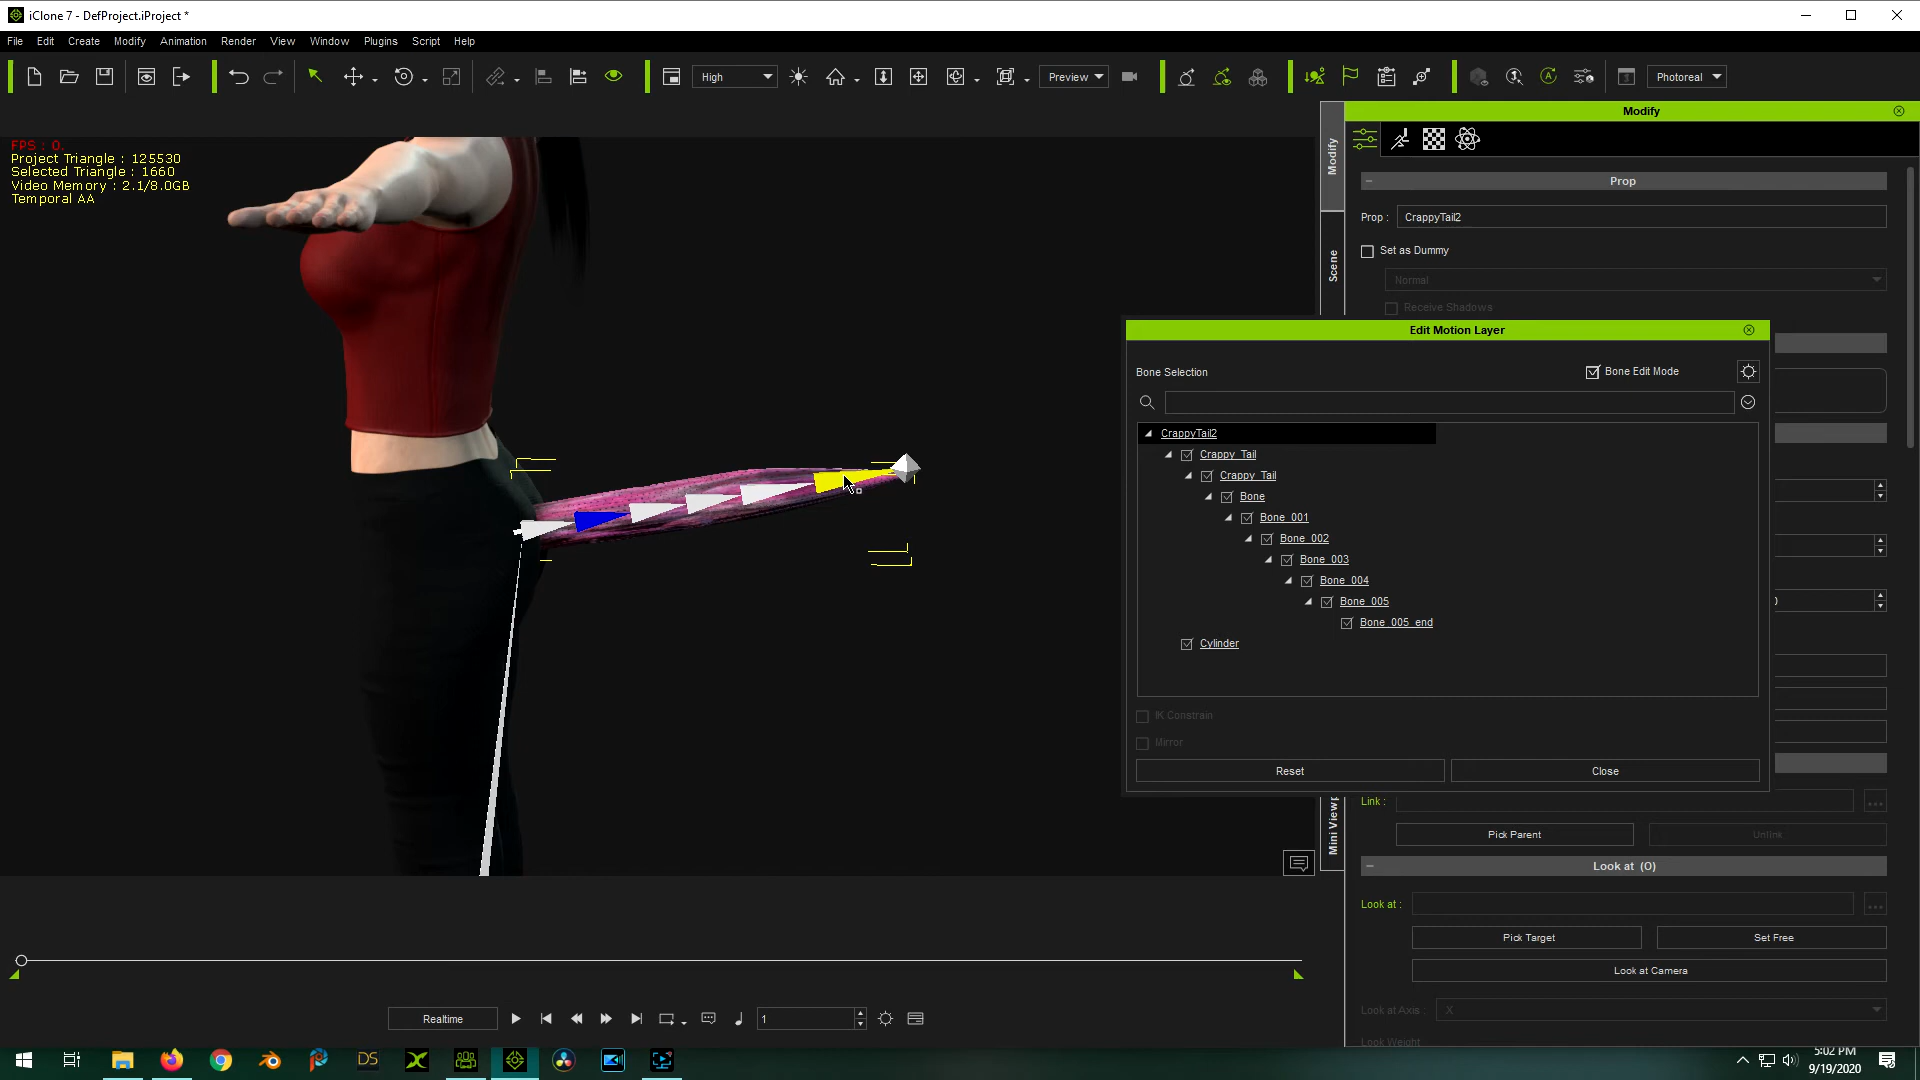 iClone 7 - DefProject.iProject *
File Edit Create Modify Animation Render View Window Plugins Script Help
High
Preview
Photoreal
FPS : 0.
Project Triangle : 125530
Selected Triangle : 1660
Video Memory : 2.1/8.0GB
Temporal AA
Modify
Scene
Mini Viewp
Modify
Prop
Prop : CrappyTail2
Set as Dummy
Normal
Receive Shadows
Edit Motion Layer
Bone Selection
Bone Edit Mode
CrappyTail2
Crappy_Tail
Crappy_Tail
Bone
Bone_001
Bone_002
Bone_003
Bone_004
Bone_005
Bone_005_end
Cylinder
IK Constrain
Mirror
Reset
Close
Link :
...
Pick Parent
Unlink
Look at (O)
Look at :
...
Pick Target
Set Free
Look at Camera
Look at Axis : X
Look Weight
Realtime
1
DS
5:02 PM
9/19/2020